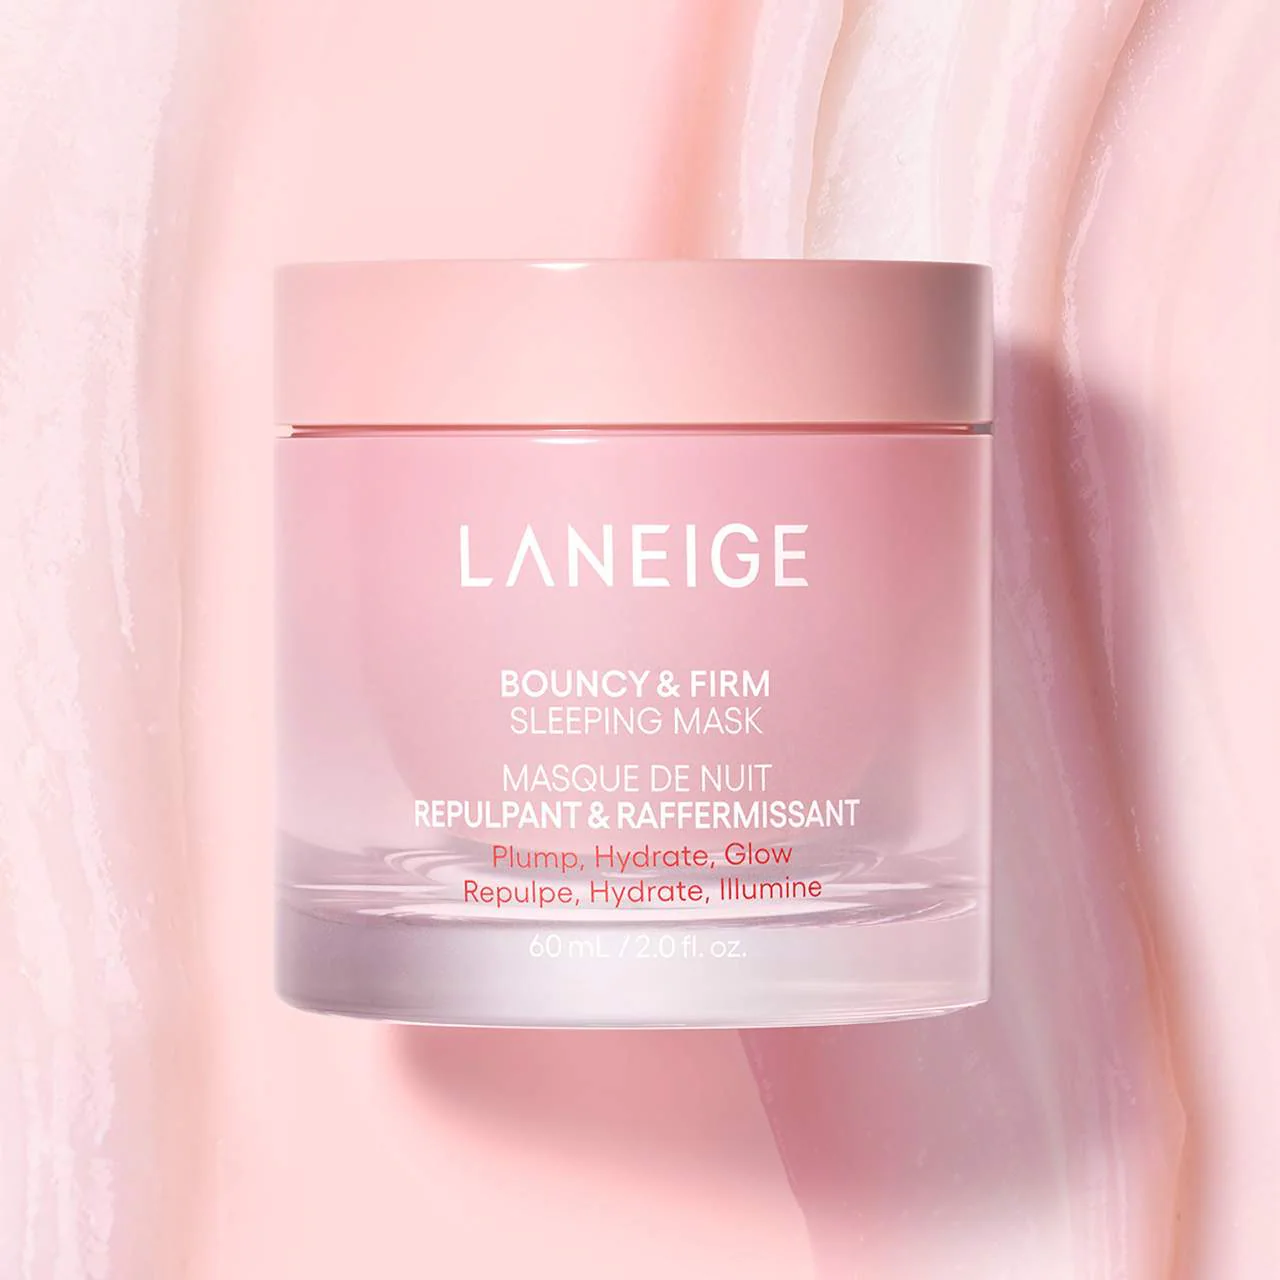 LANEIGE
BOUNCY & FIRM
SLEEPING MASK
MASQUE DE NUIT
REPULPANT & RAFFERMISSANT
Plump, Hydrate, Glow
Repulpe, Hydrate, Illumine
60 mL / 2.0 fl. oz.